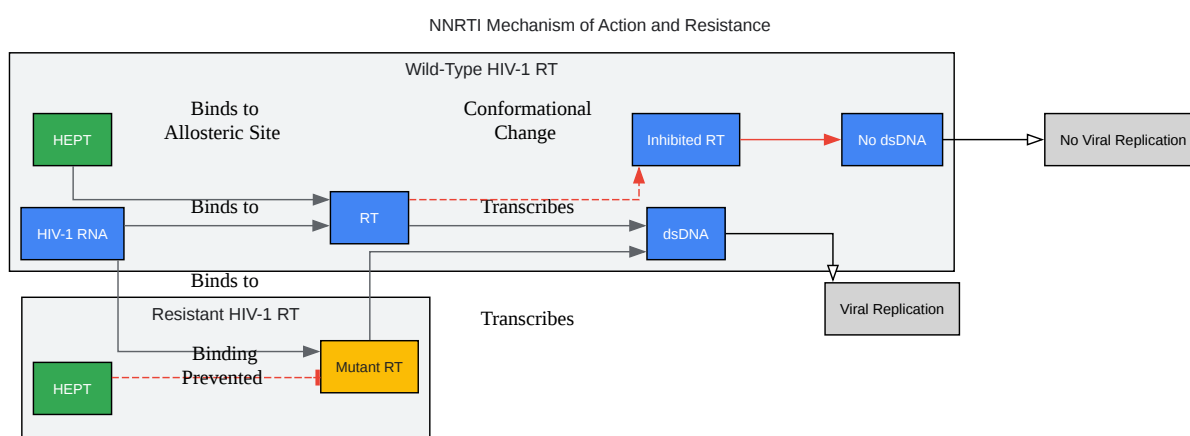 NNRTI Mechanism of Action and Resistance
Wild-Type HIV-1 RT
Binds to
Allosteric Site
Conformational
Change
HEPT
Inhibited RT
No dsDNA
No Viral Replication
Binds to
Transcribes
RT
HIV-1 RNA
dsDNA
Binds to
Viral Replication
Resistant HIV-1 RT
Transcribes
Binding
Prevented
Mutant RT
HEPT